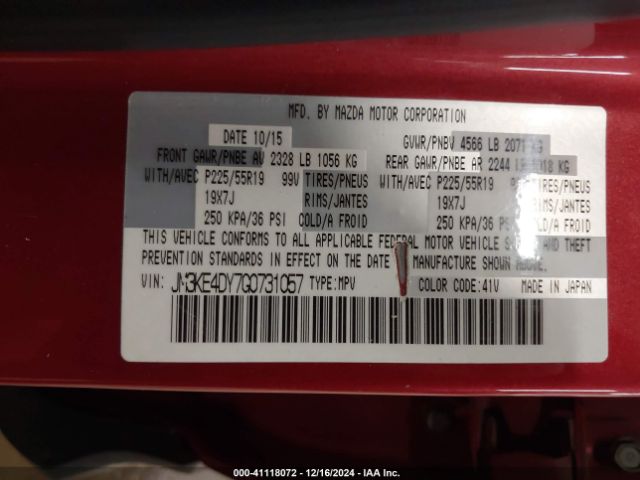 MFD. BY MAZDA MOTOR CORPORATION
DATE 10/15 GVWR/PNBV 4566 LB 2071 KG
FRONT GAWR/PNBE AV 2328 LB 1056 KG REAR GAWR/PNBE AR 2244 KG
WITH/AVEC P225/55R19 99V TIRES/PNEUS WITH/AVEC P225/55R19 TIRES/PNEUS
19X7J RIMS/JANTES 19X7J RIMS/JANTES
250 KPA/36 PSI COLD/A FROID 250 KPA/36 PSI COLD/A FROID
THIS VEHICLE CONFORMS TO ALL APPLICABLE FEDERAL MOTOR VEHICLE AND THEFT
PREVENTION STANDARDS IN EFFECT ON THE DATE MANUFACTURE SHOWN ABOVE.
VIN: JM3KE4DY7G0731057 TYPE:MPV COLOR CODE:41V MADE IN JAPAN
000-41118072 - 12/16/2024 - IAA Inc.